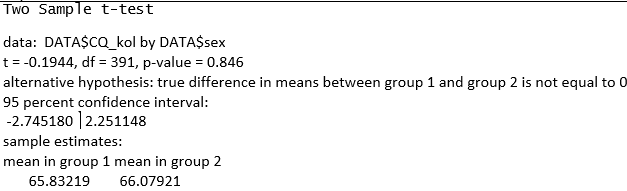 Two Sample t-test
data: DATA$CQ_kol by DATA$sex
t = -0.1944, df = 391, p-value = 0.846
alternative hypothesis: true difference in means between group 1 and group 2 is not equal to 0
95 percent confidence interval:
-2.745180 2.251148
sample estimates:
mean in group 1 mean in group 2
65.83219 66.07921